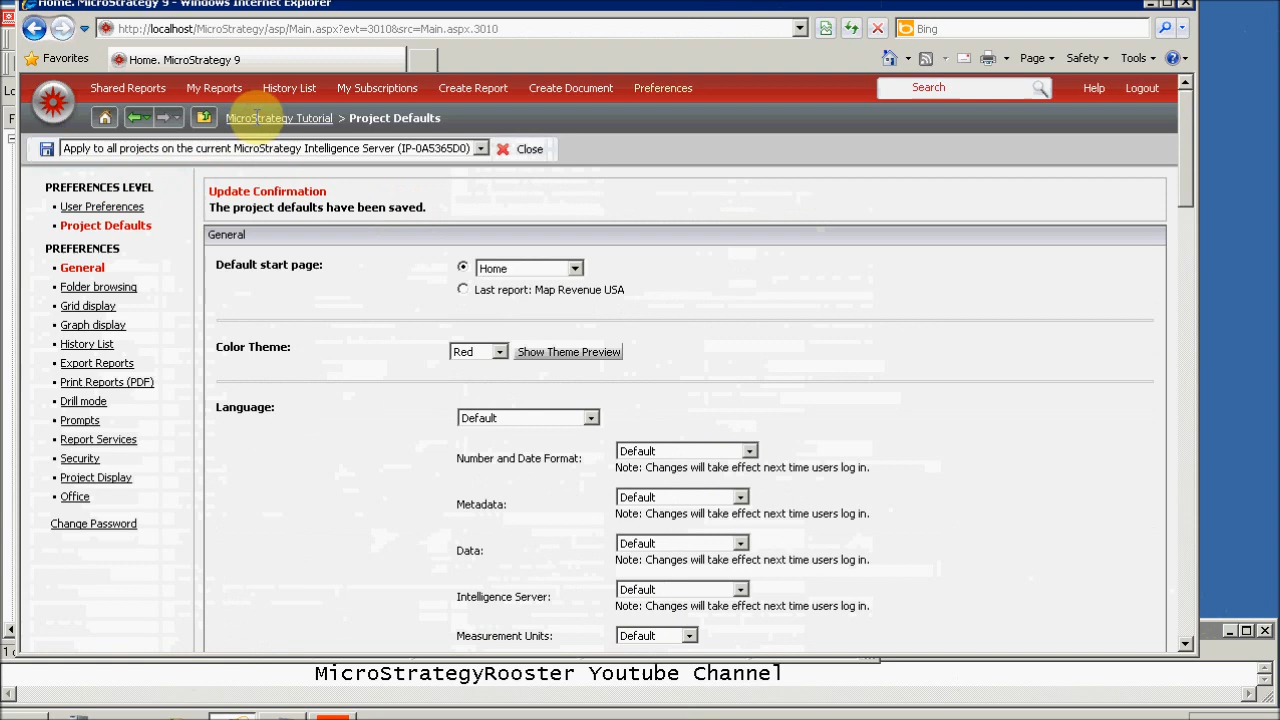 Home. MicroStrategy 9 - Windows Internet Explorer
http://localhost/MicroStrategy/asp/Main.aspx?evt=3010&src=Main.aspx.3010
Bing
Favorites
Home. MicroStrategy 9
Page
Safety
Tools
Shared Reports
My Reports
History List
My Subscriptions
Create Report
Create Document
Preferences
Search
Help
Logout
MicroStrategy Tutorial > Project Defaults
Apply to all projects on the current MicroStrategy Intelligence Server (IP-0A5365D0)
Close
PREFERENCES LEVEL
User Preferences
Project Defaults
PREFERENCES
General
Folder browsing
Grid display
Graph display
History List
Export Reports
Print Reports (PDF)
Drill mode
Prompts
Report Services
Security
Project Display
Office
Change Password
Update Confirmation
The project defaults have been saved.
General
Default start page:
Home
Last report: Map Revenue USA
Color Theme:
Red
Show Theme Preview
Language:
Default
Number and Date Format:
Default
Note: Changes will take effect next time users log in.
Metadata:
Default
Note: Changes will take effect next time users log in.
Data:
Default
Note: Changes will take effect next time users log in.
Intelligence Server:
Default
Note: Changes will take effect next time users log in.
Measurement Units:
Default
MicroStrategyRooster Youtube Channel